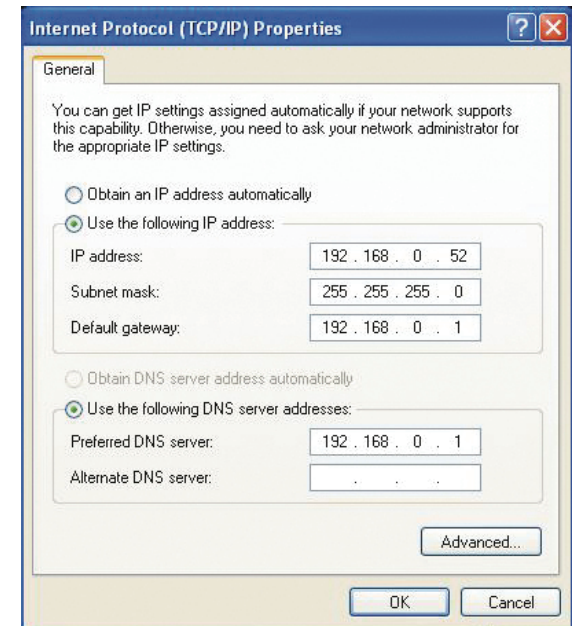 Internet Protocol (TCP/IP) Properties
General
You can get IP settings assigned automatically if your network supports
this capability. Otherwise, you need to ask your network administrator for
the appropriate IP settings.
Obtain an IP address automatically
Use the following IP address:
IP address: 192 . 168 . 0 . 52
Subnet mask: 255 . 255 . 255 . 0
Default gateway: 192 . 168 . 0 . 1
Obtain DNS server address automatically
Use the following DNS server addresses:
Preferred DNS server: 192 . 168 . 0 . 1
Alternate DNS server: . . .
Advanced...
OK Cancel